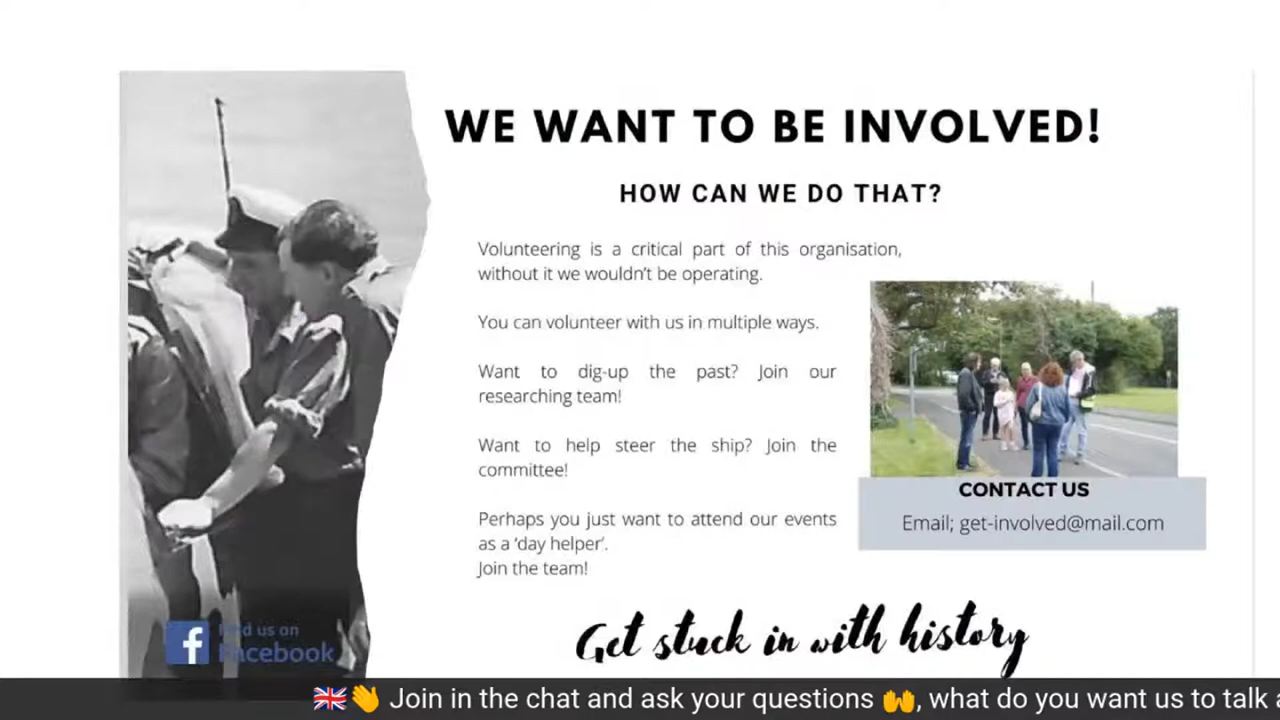 WE WANT TO BE INVOLVED!
HOW CAN WE DO THAT?
Volunteering is a critical part of this organisation,
without it we wouldn't be operating.
You can volunteer with us in multiple ways.
Want to dig-up the past? Join our
researching team!
Want to help steer the ship? Join the
committee!
Perhaps you just want to attend our events
as a 'day helper'.
Join the team!
CONTACT US
Email; get-involved@mail.com
Get stuck in with history
f Find us on
Facebook
🇬🇧👋 Join in the chat and ask your questions 🙌, what do you want us to talk